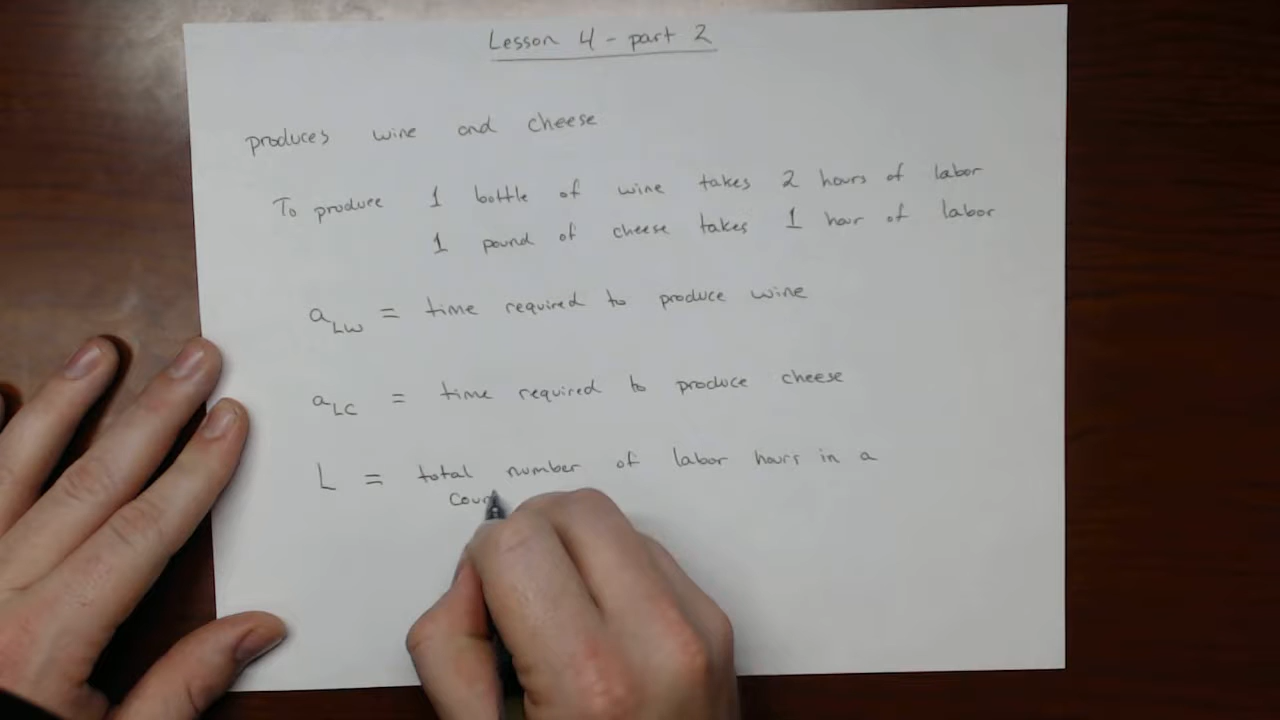 Lesson 4 - part 2
produces wine and cheese
To produce 1 bottle of wine takes 2 hours of labor
1 pound of cheese takes 1 hour of labor
aLW = time required to produce wine
aLC = time required to produce cheese
L = total number of labor hours in a
Coun